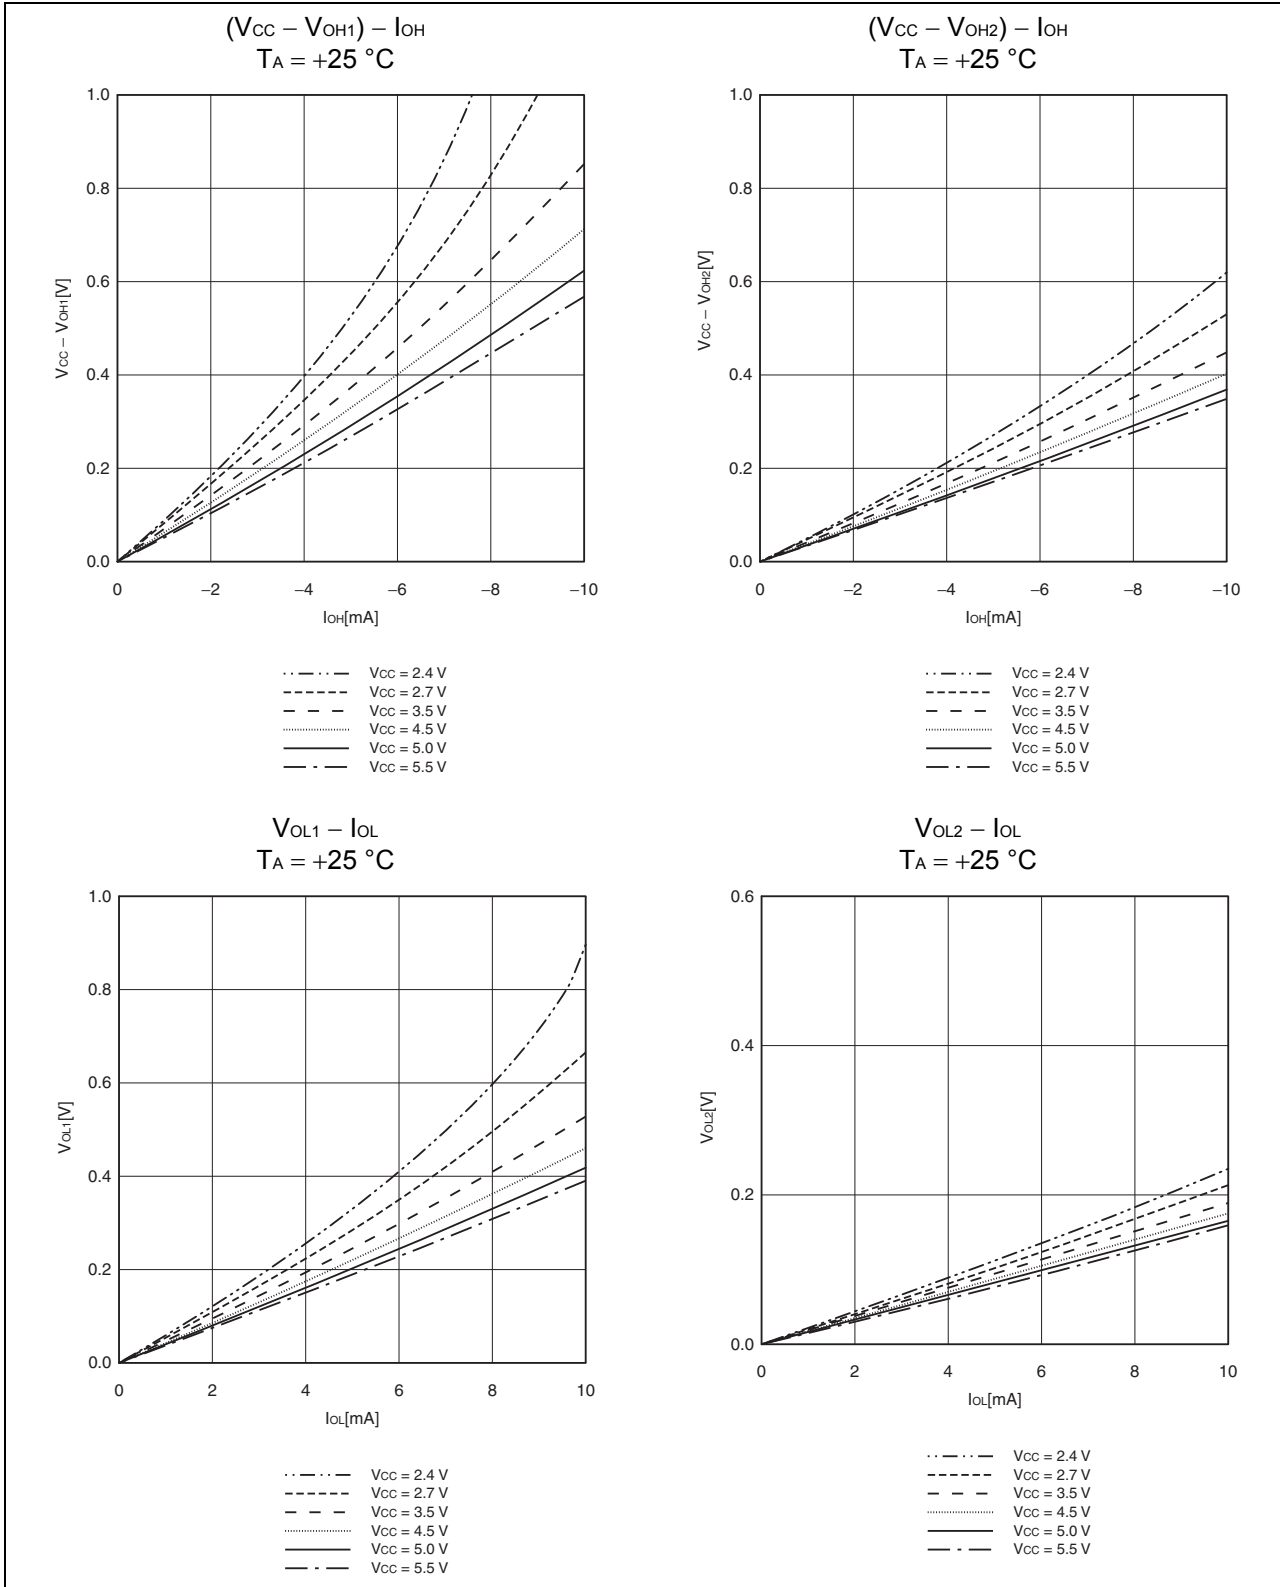 (VCC − VOH1) − IOH
TA = +25 °C
1.0
0.8
0.6
0.4
0.2
0.0
VCC − VOH1[V]
0 −2 −4 −6 −8 −10
IOH[mA]
VCC = 2.4 V
VCC = 2.7 V
VCC = 3.5 V
VCC = 4.5 V
VCC = 5.0 V
VCC = 5.5 V
(VCC − VOH2) − IOH
TA = +25 °C
1.0
0.8
0.6
0.4
0.2
0.0
VCC − VOH2[V]
0 −2 −4 −6 −8 −10
IOH[mA]
VCC = 2.4 V
VCC = 2.7 V
VCC = 3.5 V
VCC = 4.5 V
VCC = 5.0 V
VCC = 5.5 V
VOL1 − IOL
TA = +25 °C
1.0
0.8
0.6
0.4
0.2
0.0
VOL1[V]
0 2 4 6 8 10
IOL[mA]
VCC = 2.4 V
VCC = 2.7 V
VCC = 3.5 V
VCC = 4.5 V
VCC = 5.0 V
VCC = 5.5 V
VOL2 − IOL
TA = +25 °C
0.6
0.4
0.2
0.0
VOL2[V]
0 2 4 6 8 10
IOL[mA]
VCC = 2.4 V
VCC = 2.7 V
VCC = 3.5 V
VCC = 4.5 V
VCC = 5.0 V
VCC = 5.5 V